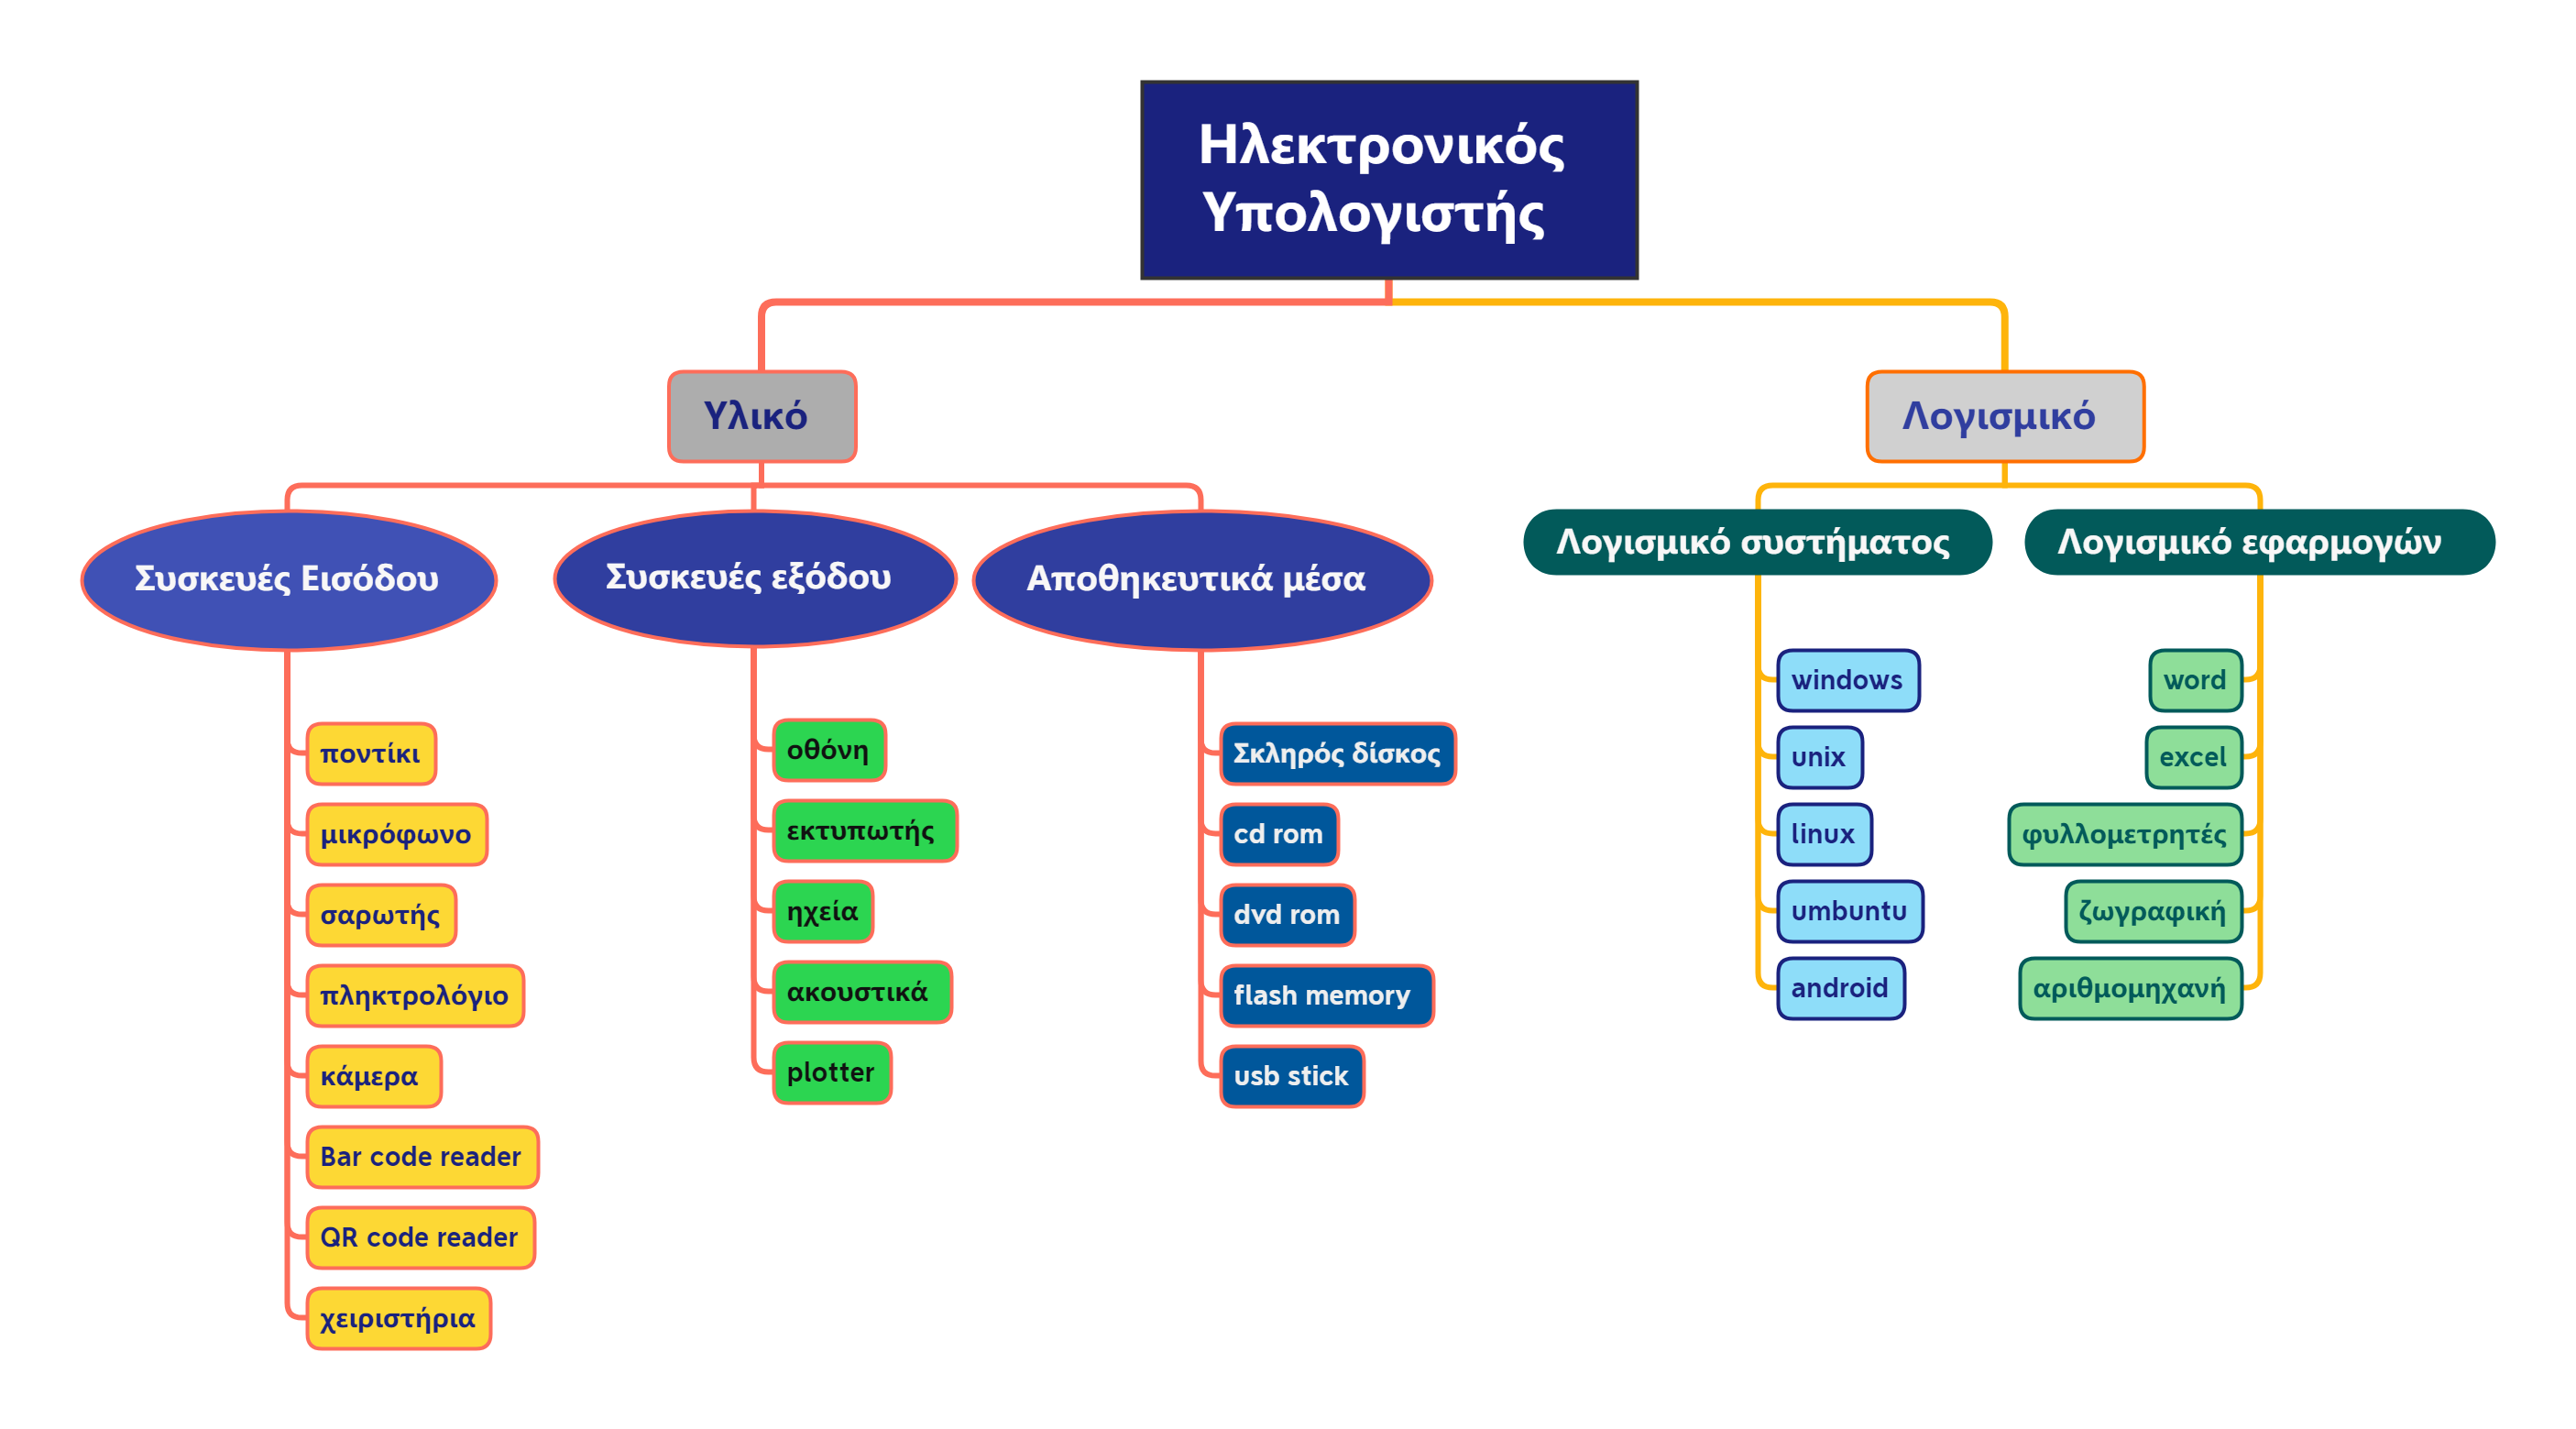 Ηλεκτρονικός
Υπολογιστής
Υλικό
Λογισμικό
Συσκευές Εισόδου
Συσκευές εξόδου
Αποθηκευτικά μέσα
Λογισμικό συστήματος
Λογισμικό εφαρμογών
ποντίκι
μικρόφωνο
σαρωτής
πληκτρολόγιο
κάμερα
Bar code reader
QR code reader
χειριστήρια
οθόνη
εκτυπωτής
ηχεία
ακουστικά
plotter
Σκληρός δίσκος
cd rom
dvd rom
flash memory
usb stick
windows
unix
linux
umbuntu
android
word
excel
φυλλομετρητές
ζωγραφική
αριθμομηχανή